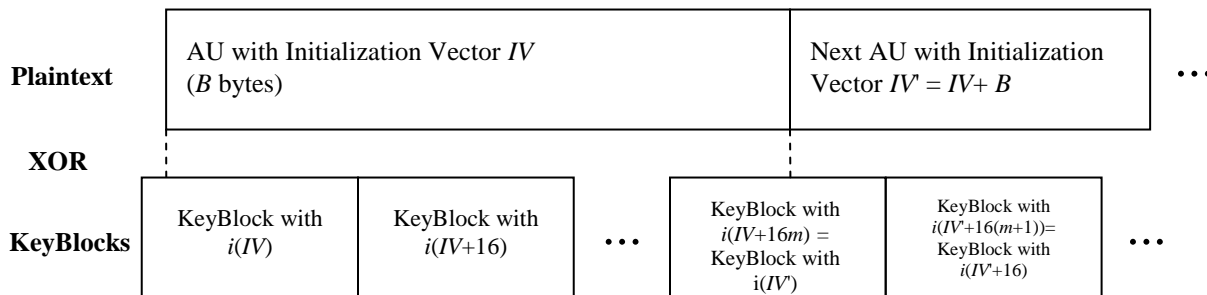 AU with Initialization Vector IV
(B bytes)
Next AU with Initialization
Vector IV' = IV+ B
Plaintext
...
XOR
KeyBlocks
KeyBlock with
i(IV)
KeyBlock with
i(IV+16)
...
KeyBlock with
i(IV+16m) =
KeyBlock with
i(IV')
KeyBlock with
i(IV'+16(m+1))=
KeyBlock with
i(IV'+16)
...